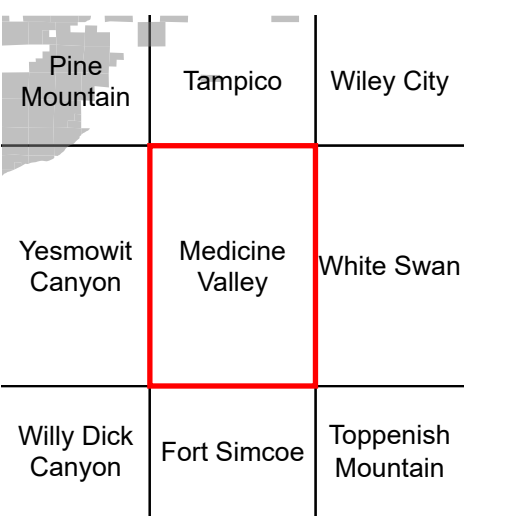 Pine
Mountain
Tampico
Wiley City
Yesmowit
Canyon
Medicine
Valley
White Swan
Willy Dick
Canyon
Fort Simcoe
Toppenish
Mountain